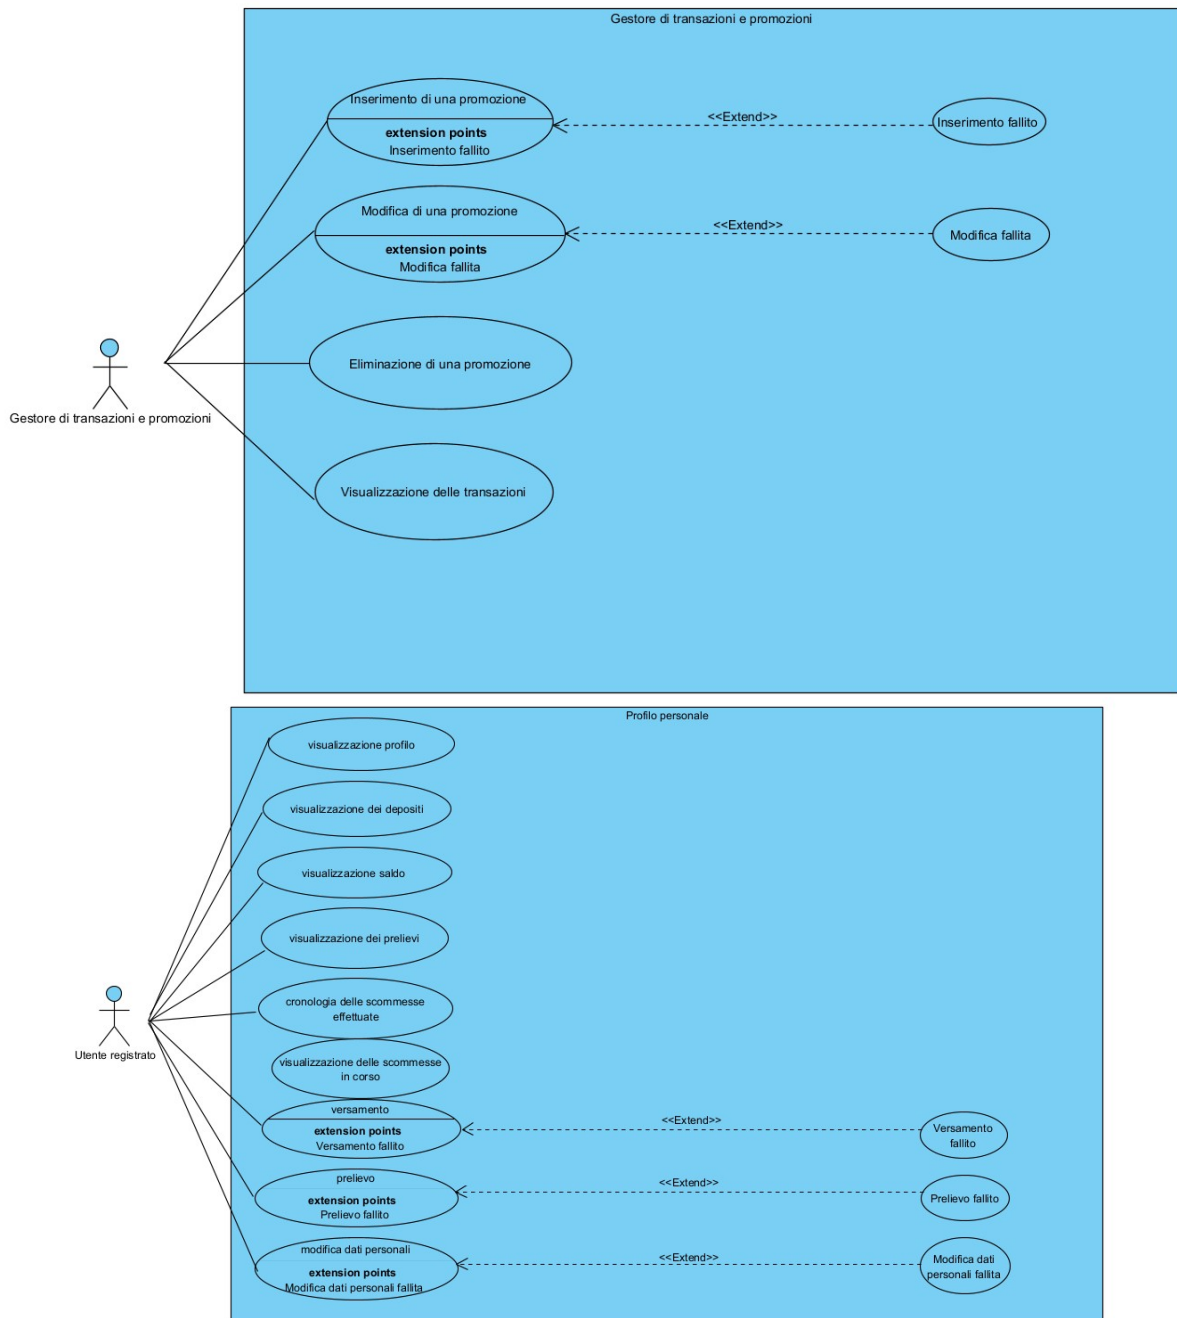 Gestore di transazioni e promozioni
Inserimento di una promozione
extension points
Inserimento fallito
<<Extend>>
Inserimento fallito
Modifica di una promozione
extension points
Modifica fallita
<<Extend>>
Modifica fallita
Eliminazione di una promozione
Gestore di transazioni e promozioni
Visualizzazione delle transazioni
Profilo personale
visualizzazione profilo
visualizzazione dei depositi
visualizzazione saldo
visualizzazione dei prelievi
cronologia delle scommesse
effettuate
Utente registrato
visualizzazione delle scommesse
in corso
versamento
extension points
Versamento fallito
<<Extend>>
Versamento
fallito
prelievo
extension points
Prelievo fallito
<<Extend>>
Prelievo fallito
modifica dati personali
extension points
Modifica dati personali fallita
<<Extend>>
Modifica dati
personali fallita